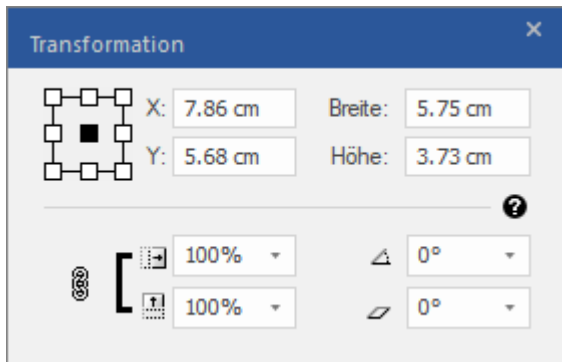 Transformation
X: 7.86 cm Breite: 5.75 cm
Y: 5.68 cm Höhe: 3.73 cm
?
100% 0°
100% 0°